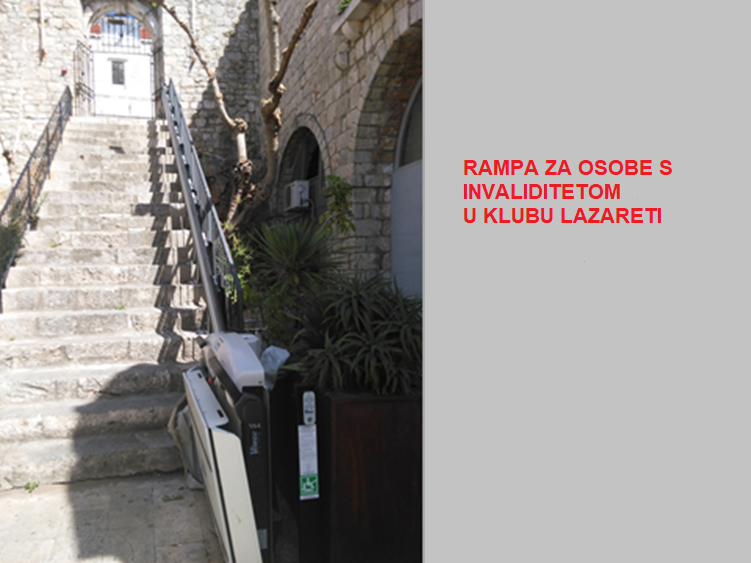 RAMPA ZA OSOBE S
INVALIDITETOM
U KLUBU LAZARETI